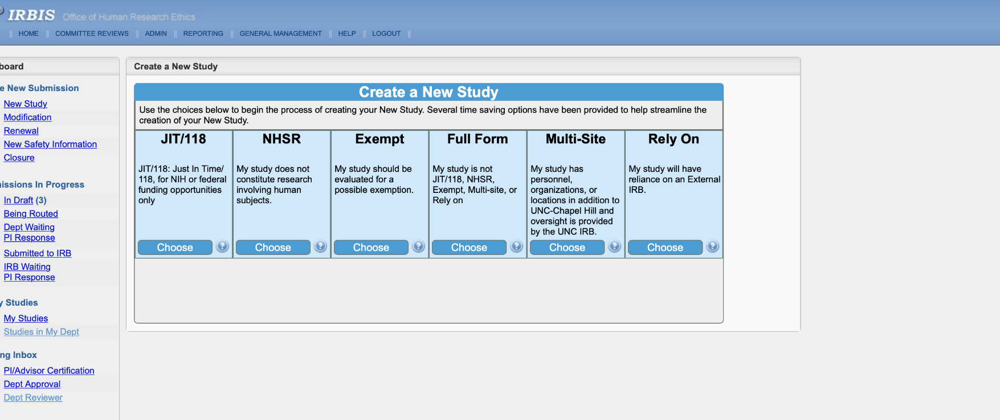 IRBIS Office of Human Research Ethics
HOME COMMITTEE REVIEWS ADMIN REPORTING GENERAL MANAGEMENT HELP LOGOUT
board
e New Submission
New Study
Modification
Renewal
New Safety Information
Closure
issions In Progress
In Draft (3)
Being Routed
Dept Waiting
PI Response
Submitted to IRB
IRB Waiting
PI Response
y Studies
My Studies
Studies in My Dept
ng Inbox
PI/Advisor Certification
Dept Approval
Dept Reviewer
Create a New Study
Create a New Study
Use the choices below to begin the process of creating your New Study. Several time saving options have been provided to help streamline the
creation of your New Study.
JIT/118
JIT/118: Just In Time/
118, for NIH or federal
funding opportunities
only
Choose ?
NHSR
My study does not
constitute research
involving human
subjects.
Choose ?
Exempt
My study should be
evaluated for a
possible exemption.
Choose ?
Full Form
My study is not
JIT/118, NHSR,
Exempt, Multi-site, or
Rely on
Choose ?
Multi-Site
My study has
personnel,
organizations, or
locations in addition to
UNC-Chapel Hill and
oversight is provided
by the UNC IRB.
Choose ?
Rely On
My study will have
reliance on an External
IRB.
Choose ?